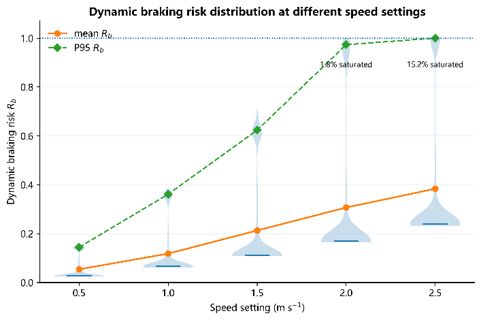 Dynamic braking risk distribution at different speed settings
mean R_b
P95 R_b
1.8% saturated
15.2% saturated
1.0
0.8
0.6
0.4
0.2
0.0
Dynamic braking risk R_b
0.5 1.0 1.5 2.0 2.5
Speed setting (m s⁻¹)